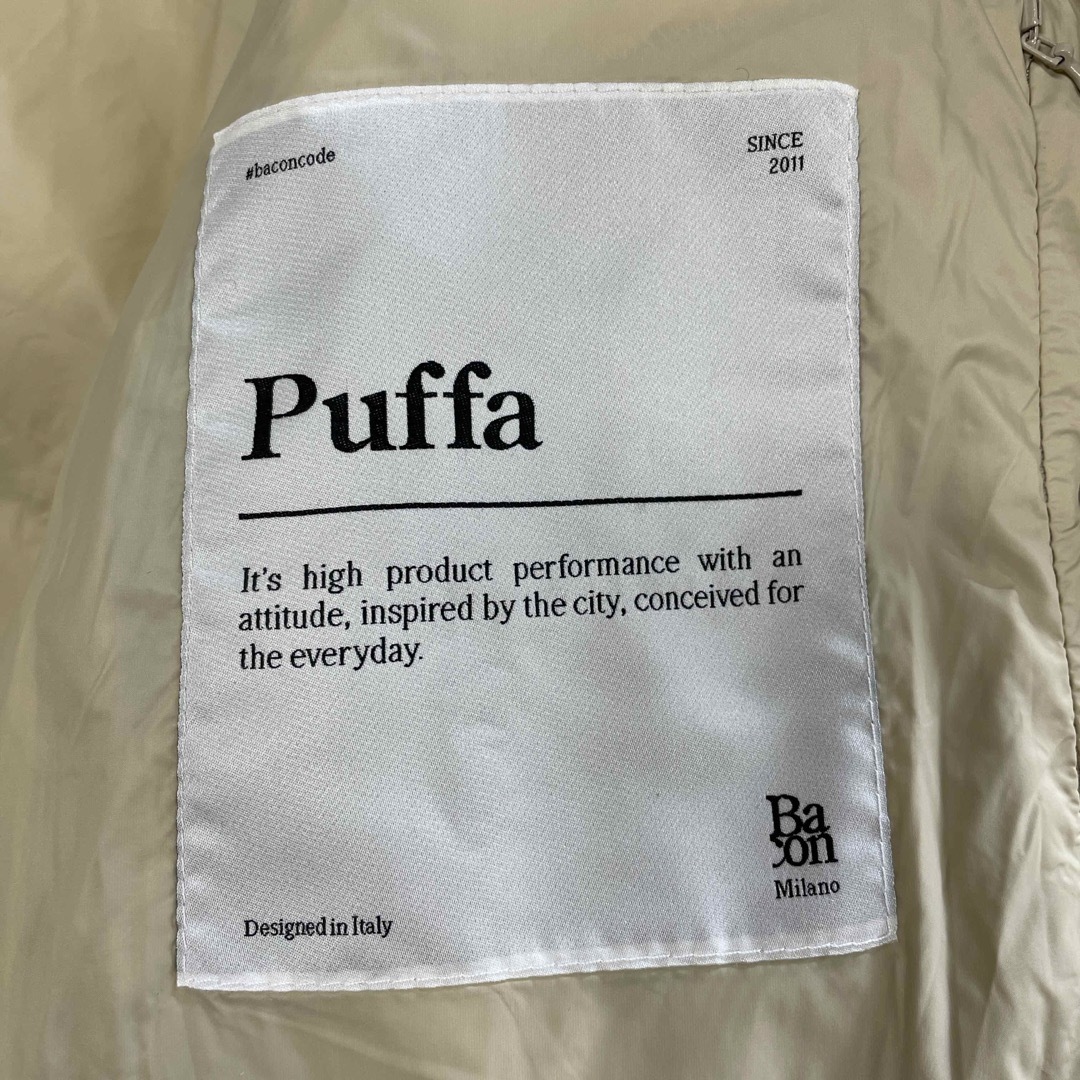 #baconcode
SINCE
2011
Puffa
It's high product performance with an
attitude, inspired by the city, conceived for
the everyday.
Ba
con
Milano
Designed in Italy